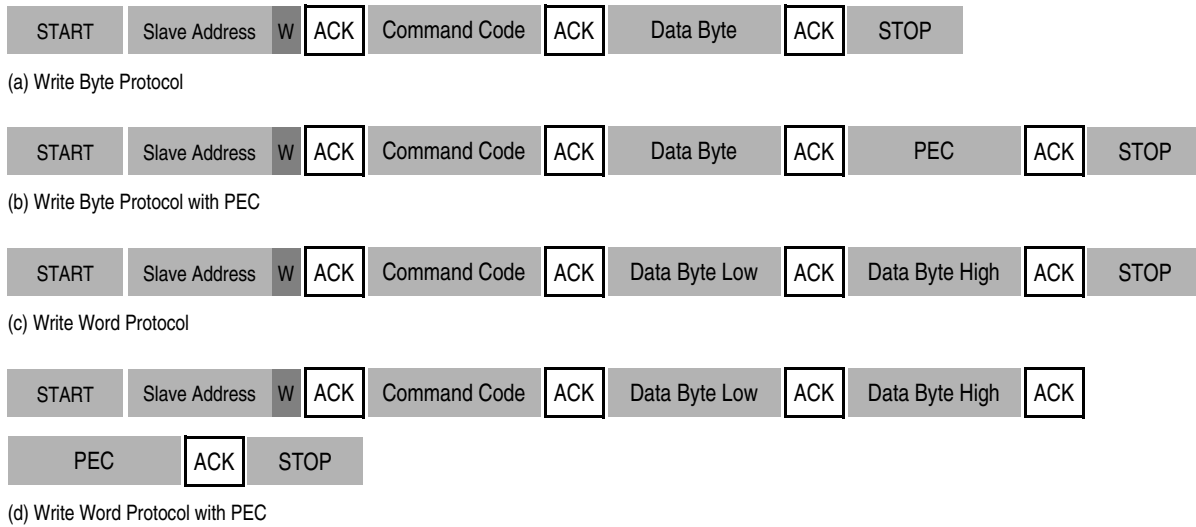 START Slave Address W ACK Command Code ACK Data Byte ACK STOP
(a) Write Byte Protocol
START Slave Address W ACK Command Code ACK Data Byte ACK PEC ACK STOP
(b) Write Byte Protocol with PEC
START Slave Address W ACK Command Code ACK Data Byte Low ACK Data Byte High ACK STOP
(c) Write Word Protocol
START Slave Address W ACK Command Code ACK Data Byte Low ACK Data Byte High ACK
PEC ACK STOP
(d) Write Word Protocol with PEC